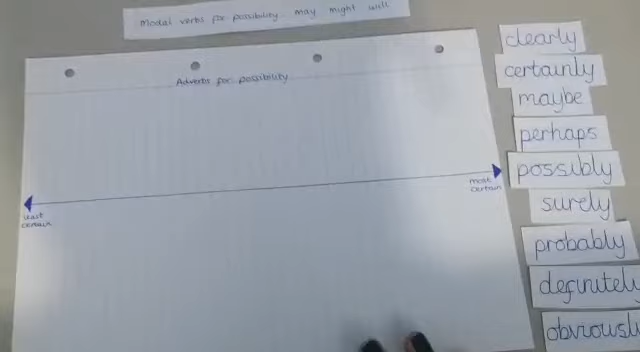 Modal verbs for possibility. may might will
Adverbs for possibility
least
certain
most
certain
clearly
certainly
maybe
perhaps
possibly
surely
probably
definitely
obviously